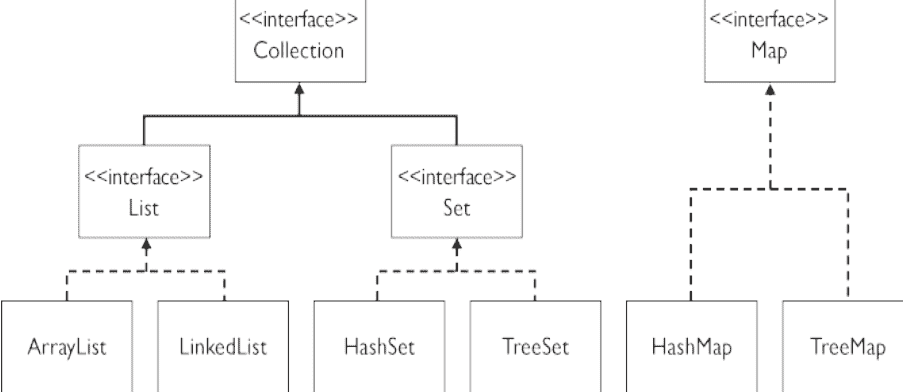 <<interface>>
Collection
<<interface>>
Map
<<interface>>
List
<<interface>>
Set
ArrayList
LinkedList
HashSet
TreeSet
HashMap
TreeMap